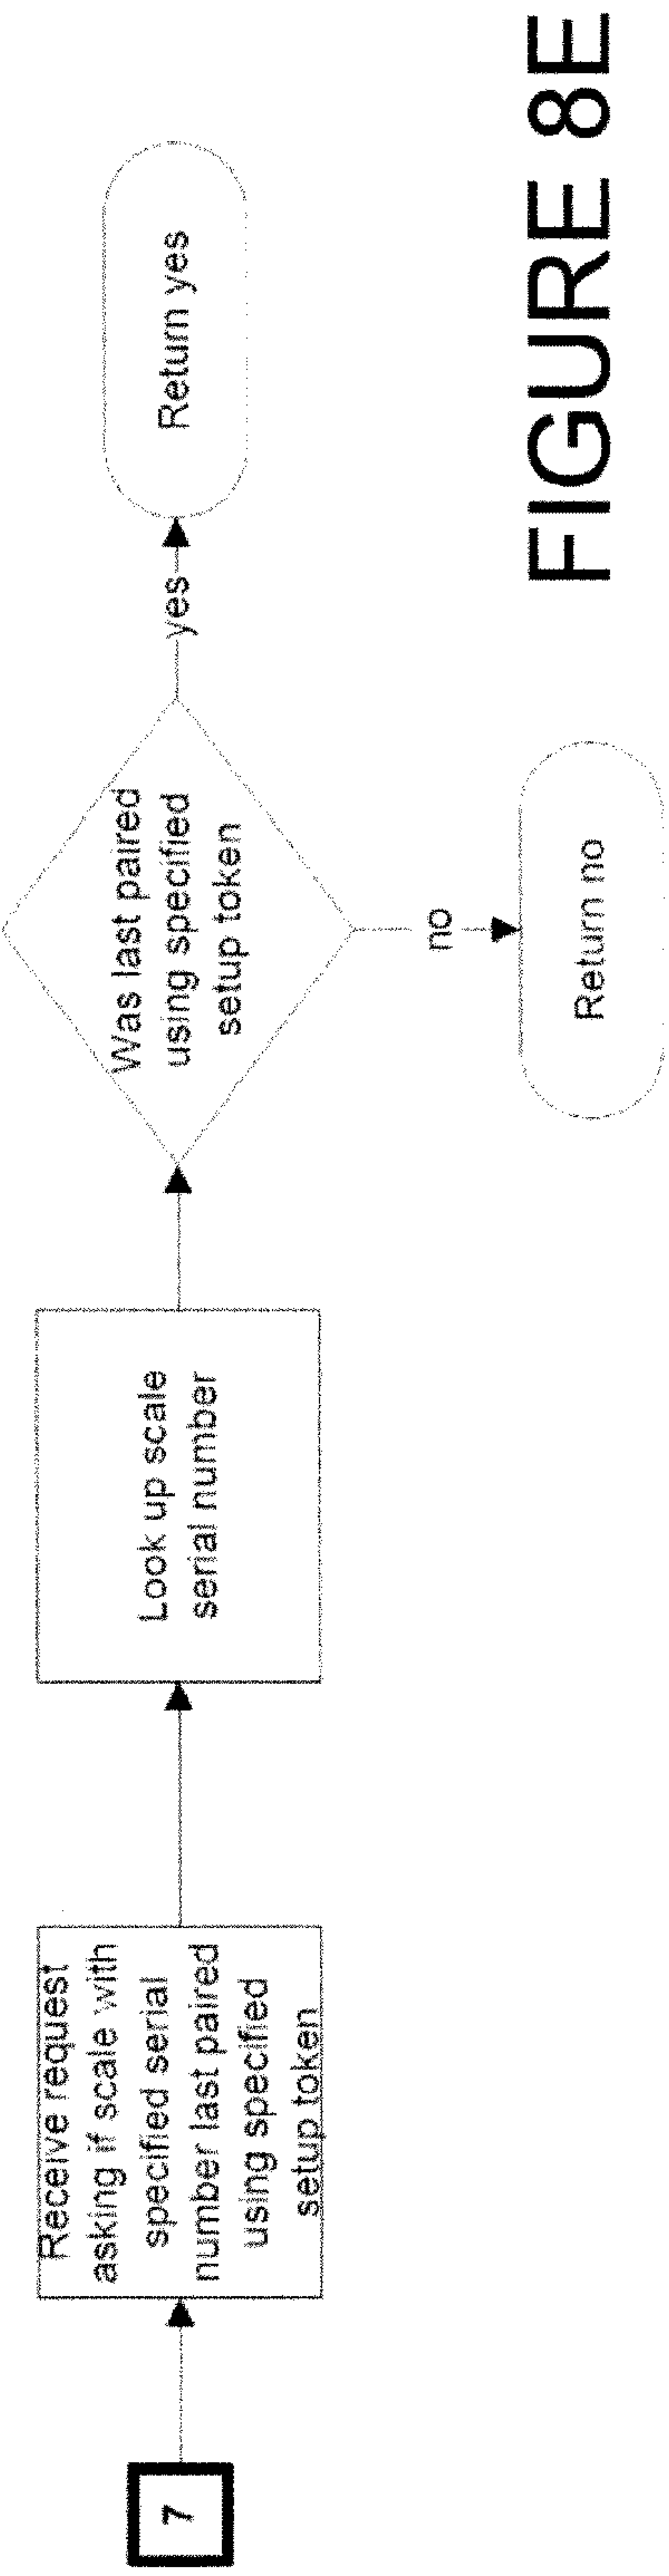 7
Receive request
asking if scale with
specified serial
number last paired
using specified
setup token
Look up scale
serial number
Was last paired
using specified
setup token
yes
Return yes
no
Return no
FIGURE 8E